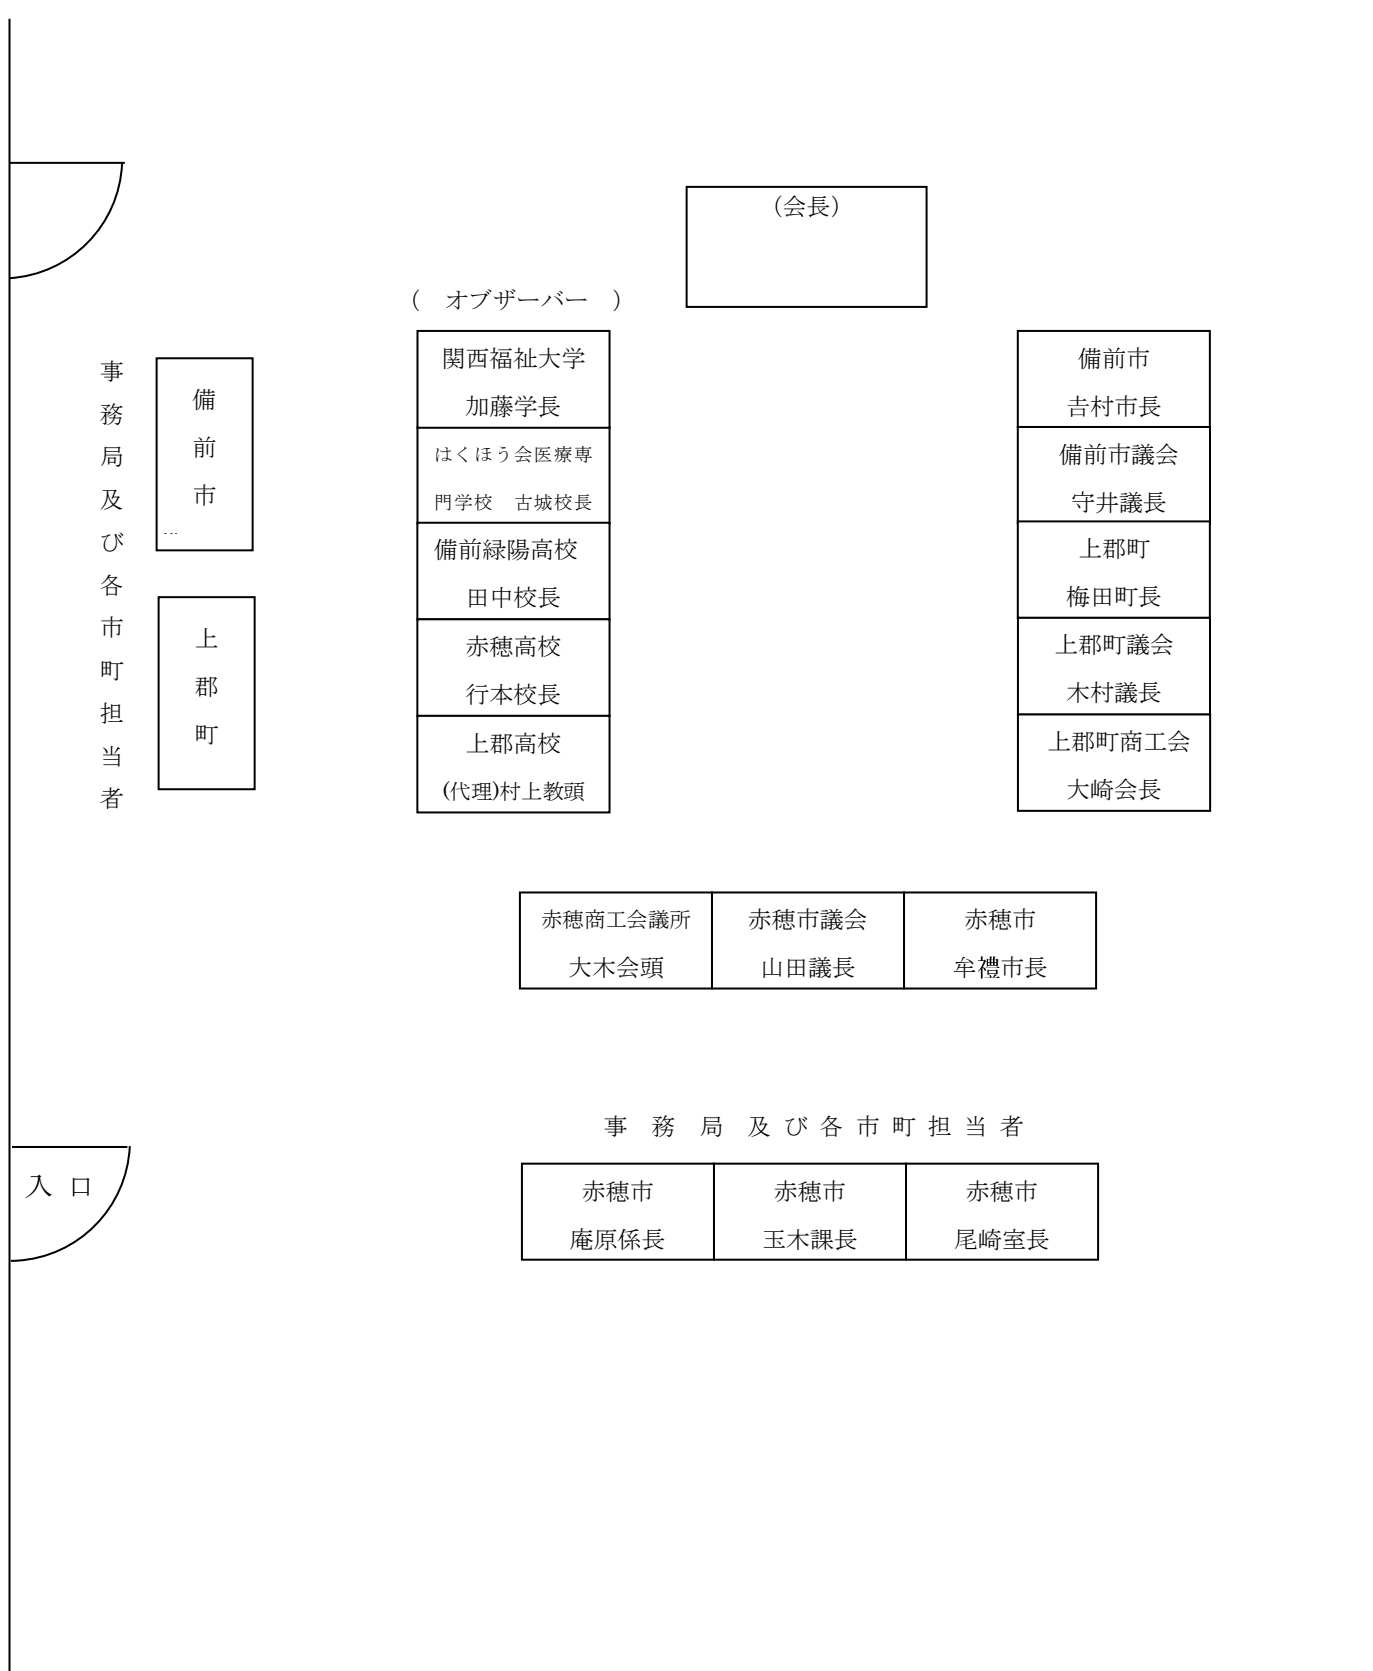 （会長）
（　オブザーバー　）
関西福祉大学
加藤学長
はくほう会医療専
門学校　古城校長
備前緑陽高校
田中校長
赤穂高校
行本校長
上郡高校
(代理)村上教頭
備前市
𠮷村市長
備前市議会
守井議長
上郡町
梅田町長
上郡町議会
木村議長
上郡町商工会
大崎会長
事務局及び各市町担当者
備前市
…
上郡町
赤穂商工会議所
大木会頭
赤穂市議会
山田議長
赤穂市
牟禮市長
事　務　局　及び各市町担当者
赤穂市
庵原係長
赤穂市
玉木課長
赤穂市
尾崎室長
入口